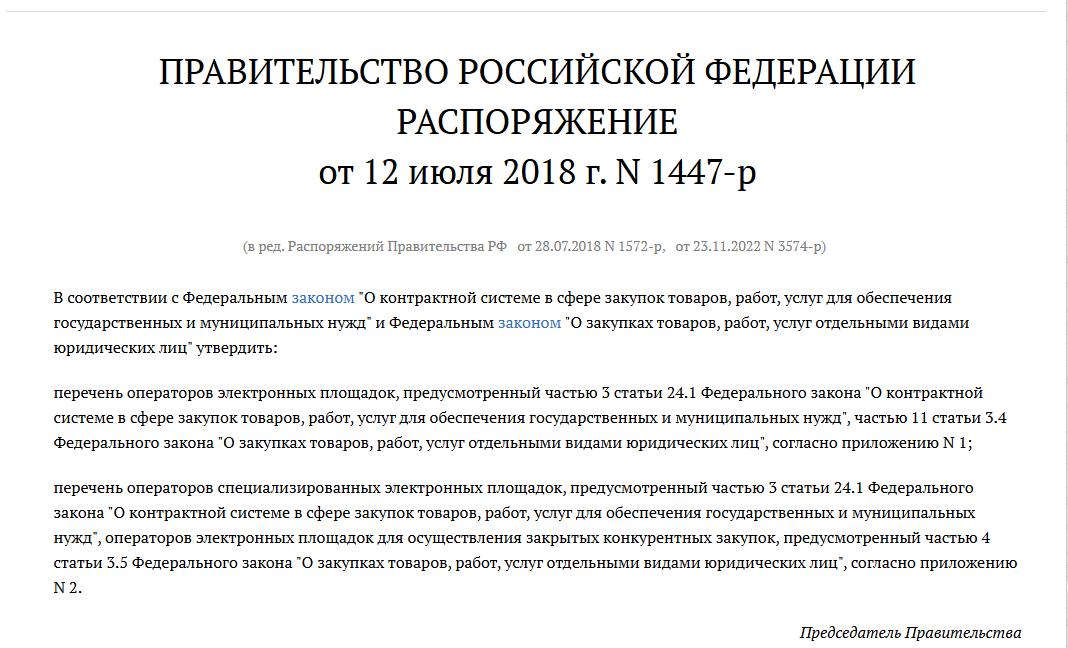 ПРАВИТЕЛЬСТВО РОССИЙСКОЙ ФЕДЕРАЦИИ
РАСПОРЯЖЕНИЕ
от 12 июля 2018 г. N 1447-р
(в ред. Распоряжений Правительства РФ от 28.07.2018 N 1572-р, от 23.11.2022 N 3574-р)
В соответствии с Федеральным законом "О контрактной системе в сфере закупок товаров, работ, услуг для обеспечения
государственных и муниципальных нужд" и Федеральным законом "О закупках товаров, работ, услуг отдельными видами
юридических лиц" утвердить:
перечень операторов электронных площадок, предусмотренный частью 3 статьи 24.1 Федерального закона "О контрактной
системе в сфере закупок товаров, работ, услуг для обеспечения государственных и муниципальных нужд", частью 11 статьи 3.4
Федерального закона "О закупках товаров, работ, услуг отдельными видами юридических лиц", согласно приложению N 1;
перечень операторов специализированных электронных площадок, предусмотренный частью 3 статьи 24.1 Федерального
закона "О контрактной системе в сфере закупок товаров, работ, услуг для обеспечения государственных и муниципальных
нужд", операторов электронных площадок для осуществления закрытых конкурентных закупок, предусмотренный частью 4
статьи 3.5 Федерального закона "О закупках товаров, работ, услуг отдельными видами юридических лиц", согласно приложению
N 2.
Председатель Правительства